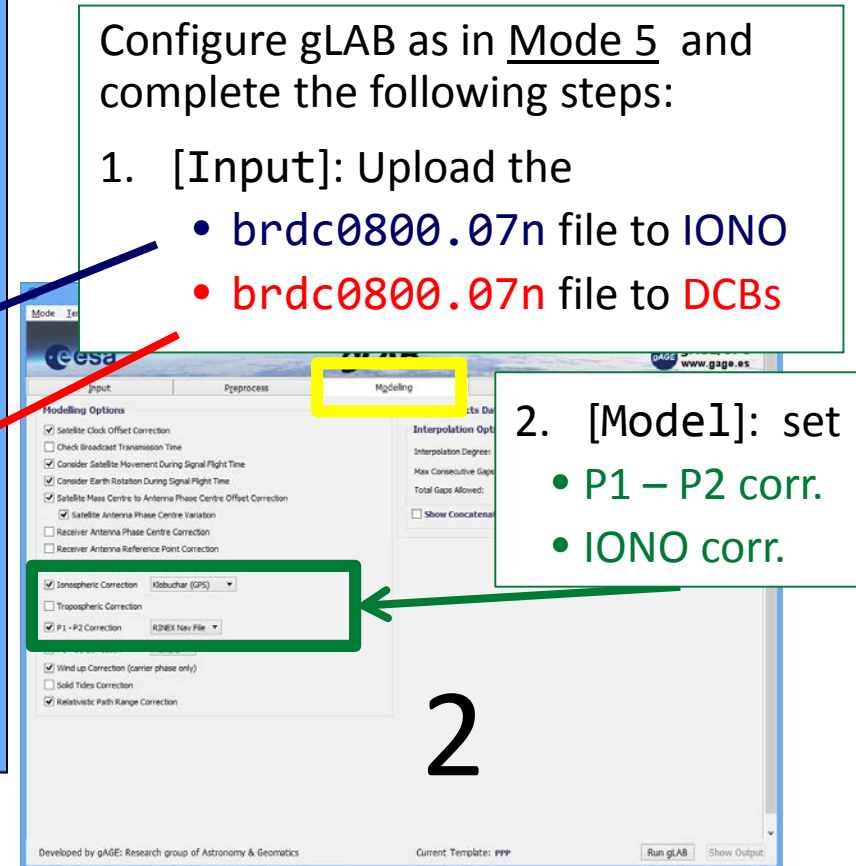 Configure gLAB as in Mode 5 and
complete the following steps:
1. [Input]: Upload the
• brdc0800.07n file to IONO
• brdc0800.07n file to DCBs
Mode
esa
www.gage.es
Input Preprocess Modeling
Modelling Options
Satellite Clock Offset Correction
Check Broadcast Transmission Time
Consider Satellite Movement During Signal Flight Time
Consider Earth Rotation During Signal Flight Time
Satellite Mass Centre to Antenna Phase Centre Offset Correction
Satellite Antenna Phase Centre Variation
Receiver Antenna Phase Centre Correction
Receiver Antenna Reference Point Correction
Ionospheric Correction Klobuchar (GPS)
Tropospheric Correction
P1 - P2 Correction RINEX Nav File
Wind up Correction (carrier phase only)
Solid Tides Correction
Relativistic Path Range Correction
Interpolation Degree:
Max Consecutive Gaps
Total Gaps Allowed:
2. [Model]: set
• P1 – P2 corr.
• IONO corr.
2
Developed by gAGE: Research group of Astronomy & Geomatics Current Template: PPP Run gLAB Show Output